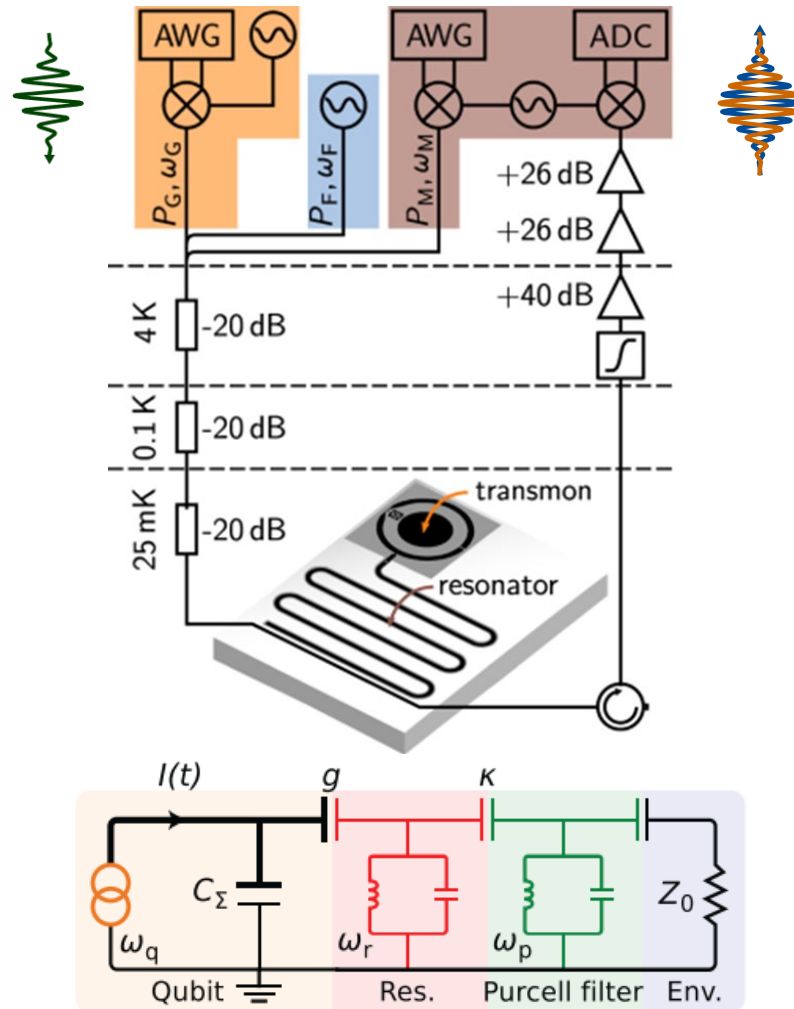 AWG
AWG
ADC
P_G, ω_G
P_F, ω_F
P_M, ω_M
+26 dB
+26 dB
+40 dB
4 K
-20 dB
0.1 K
-20 dB
25 mK
-20 dB
transmon
resonator
I(t)
g
κ
C_Σ
Z_0
ω_q
ω_r
ω_p
Qubit
Res.
Purcell filter
Env.